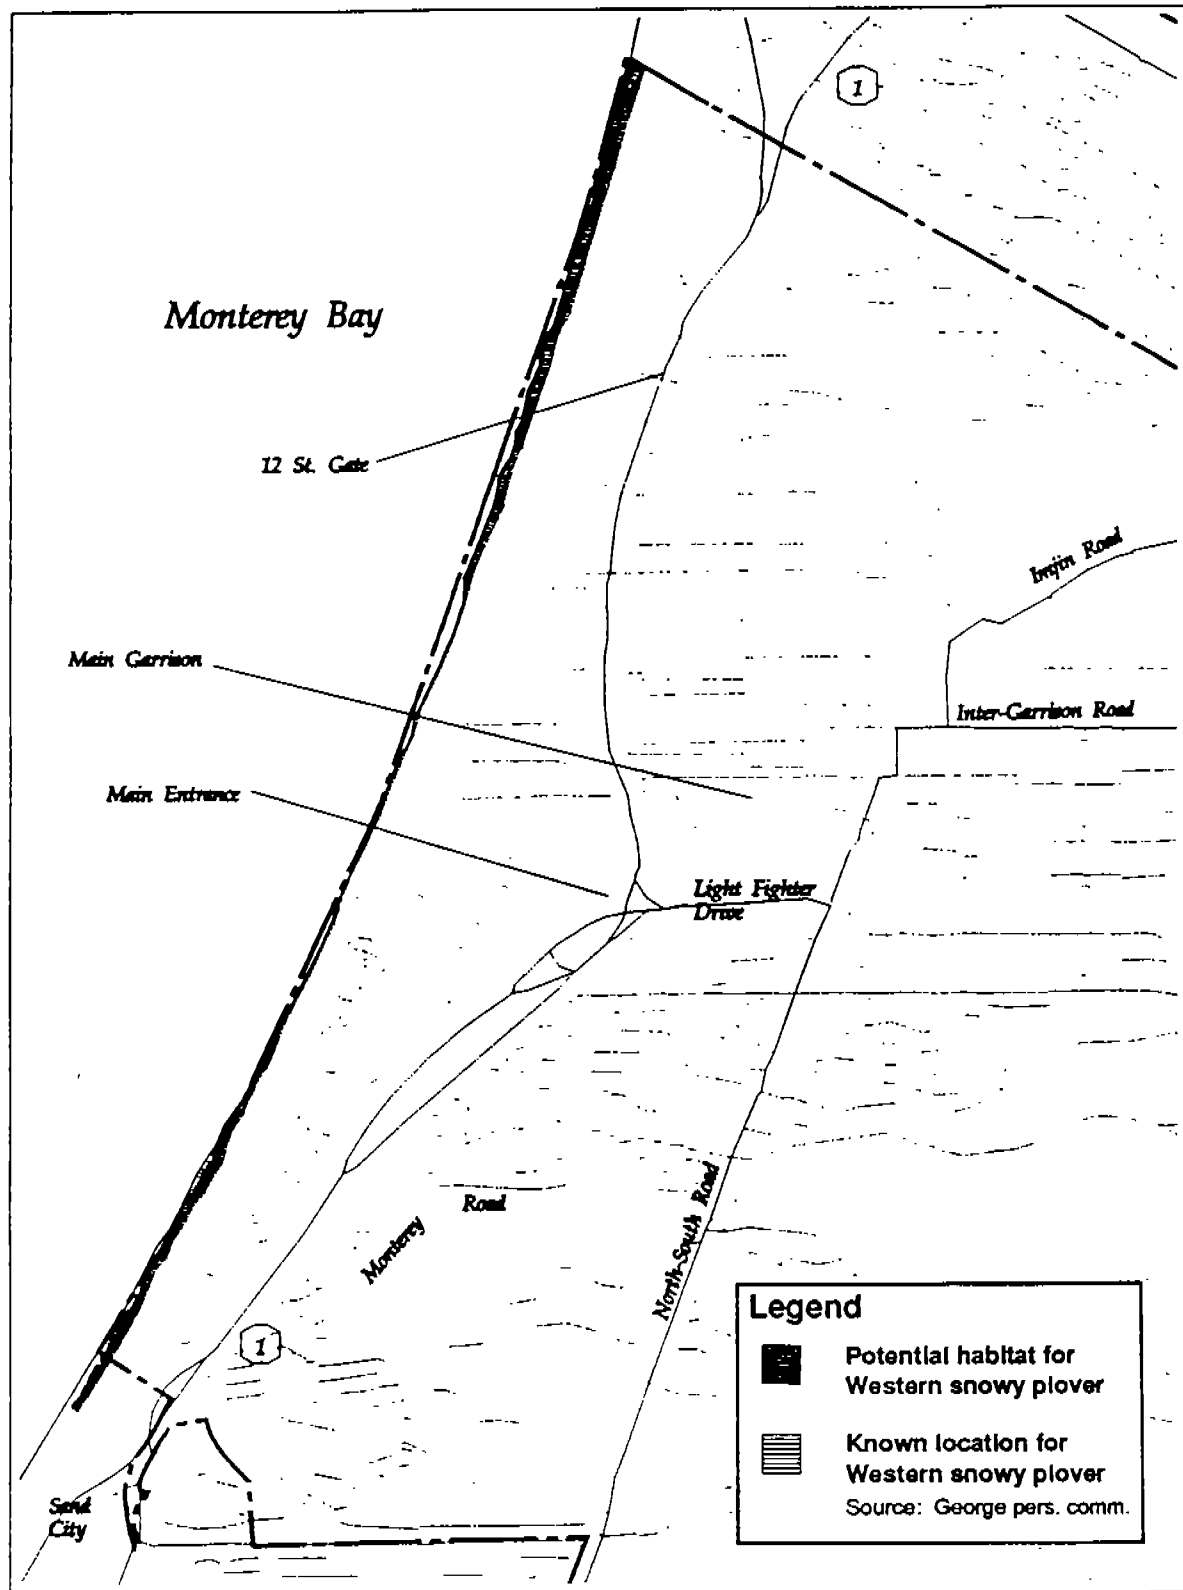 1
Monterey Bay
12 St. Gate
Imjin Road
Main Garrison
Inter-Garrison Road
Main Entrance
Light Fighter
Drive
Monterey Road
North-South Road
1
Sand
City
Legend
Potential habitat for
Western snowy plover
Known location for
Western snowy plover
Source: George pers. comm.